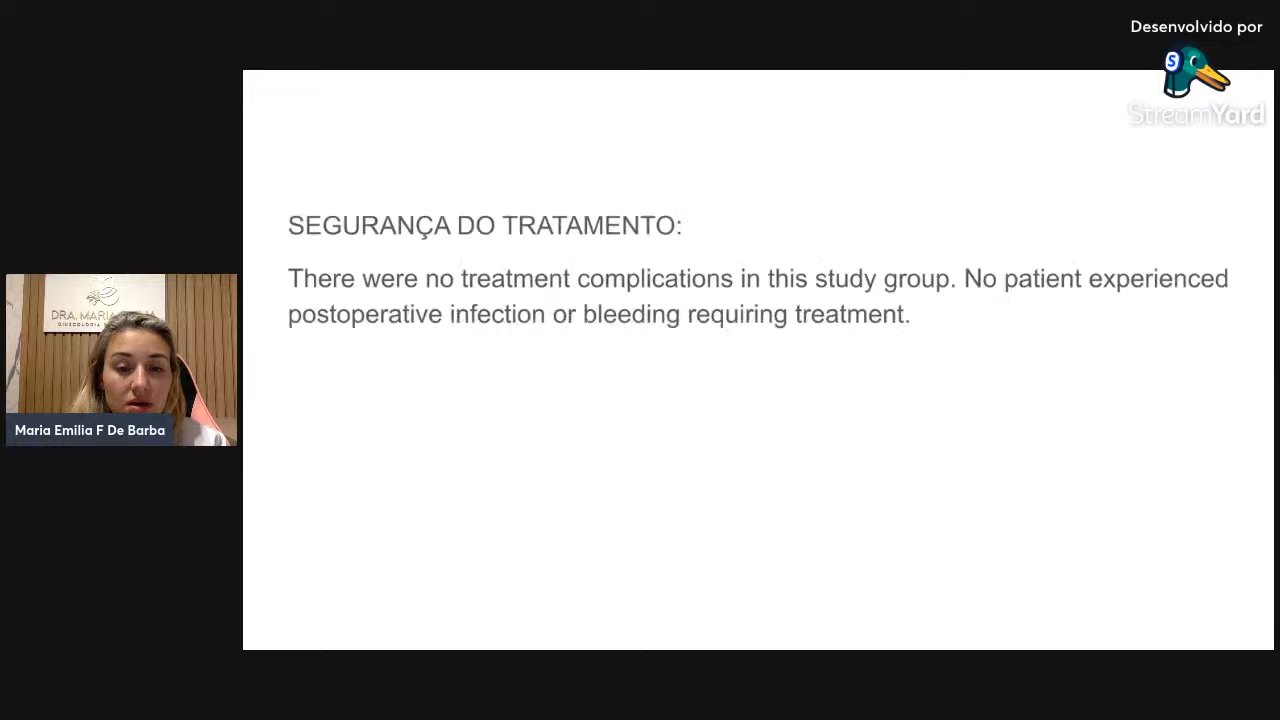 Desenvolvido por
StreamYard
SEGURANÇA DO TRATAMENTO:
There were no treatment complications in this study group. No patient experienced
postoperative infection or bleeding requiring treatment.
DRA. MARIA
Maria Emilia F De Barba